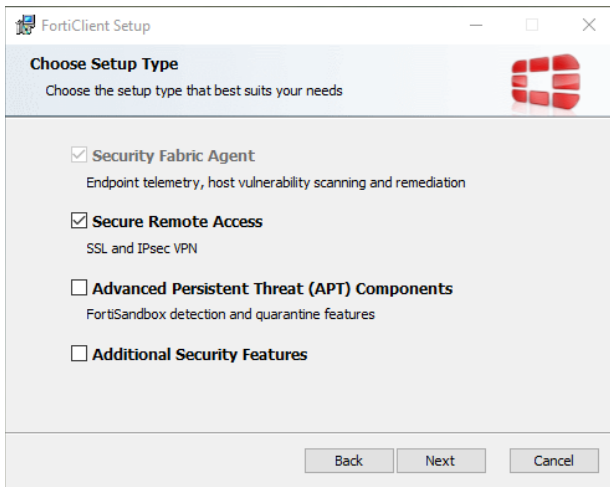 FortiClient Setup
Choose Setup Type
Choose the setup type that best suits your needs
Security Fabric Agent
Endpoint telemetry, host vulnerability scanning and remediation
Secure Remote Access
SSL and IPsec VPN
Advanced Persistent Threat (APT) Components
FortiSandbox detection and quarantine features
Additional Security Features
Back Next Cancel